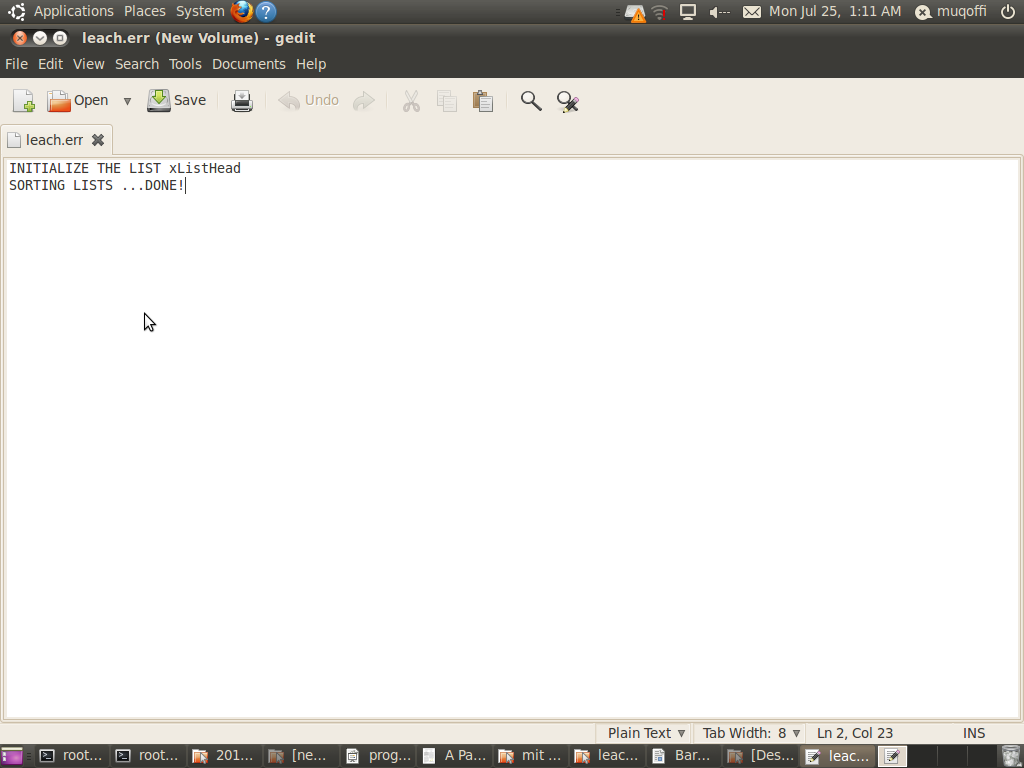 Applications Places System Mon Jul 25, 1:11 AM muqoffi
leach.err (New Volume) - gedit
File Edit View Search Tools Documents Help
Open Save Undo
leach.err
INITIALIZE THE LIST xListHead
SORTING LISTS ...DONE!
Plain Text Tab Width: 8 Ln 2, Col 23 INS
root... root... 201... [ne... prog... A Pa... mit ... leac... Bar... [Des... leac...